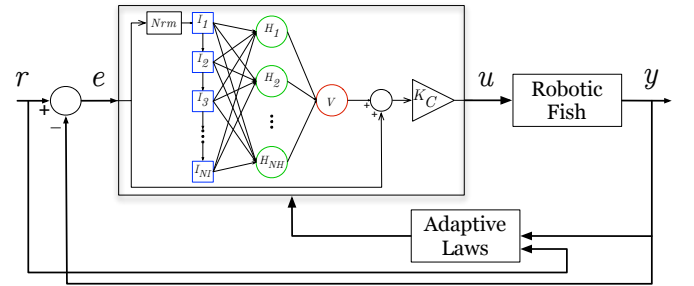 Nrm
I1
H1
r
e
I2
H2
I3
V
+
+
KC
u
Robotic
Fish
y
+
−
INI
HNH
Adaptive
Laws